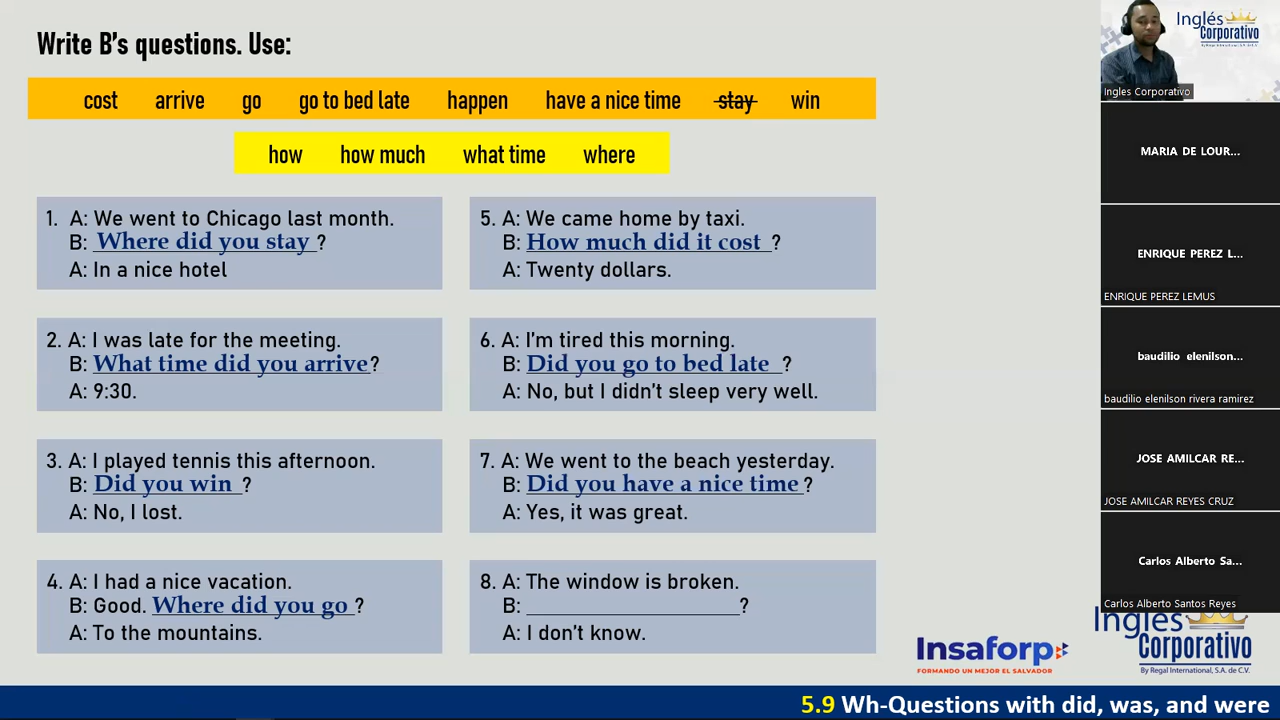 Write B's questions. Use:
cost arrive go go to bed late happen have a nice time stay win
how how much what time where
1. A: We went to Chicago last month.
B: Where did you stay ?
A: In a nice hotel
2. A: I was late for the meeting.
B: What time did you arrive?
A: 9:30.
3. A: I played tennis this afternoon.
B: Did you win ?
A: No, I lost.
4. A: I had a nice vacation.
B: Good. Where did you go ?
A: To the mountains.
5. A: We came home by taxi.
B: How much did it cost ?
A: Twenty dollars.
6. A: I'm tired this morning.
B: Did you go to bed late ?
A: No, but I didn't sleep very well.
7. A: We went to the beach yesterday.
B: Did you have a nice time ?
A: Yes, it was great.
8. A: The window is broken.
B: ____________________?
A: I don't know.
Inglés
Corporativo
Ingles Corporativo
MARIA DE LOUR...
ENRIQUE PEREZ L...
ENRIQUE PEREZ LEMUS
baudilio elenilson...
baudilio elenilson rivera ramirez
JOSE AMILCAR RE...
JOSE AMILCAR REYES CRUZ
Carlos Alberto Sa...
Carlos Alberto Santos Reyes
Insaforp
FORMANDO UN MEJOR EL SALVADOR
Inglés
Corporativo
By Regal International, S.A. de C.V.
5.9 Wh-Questions with did, was, and were